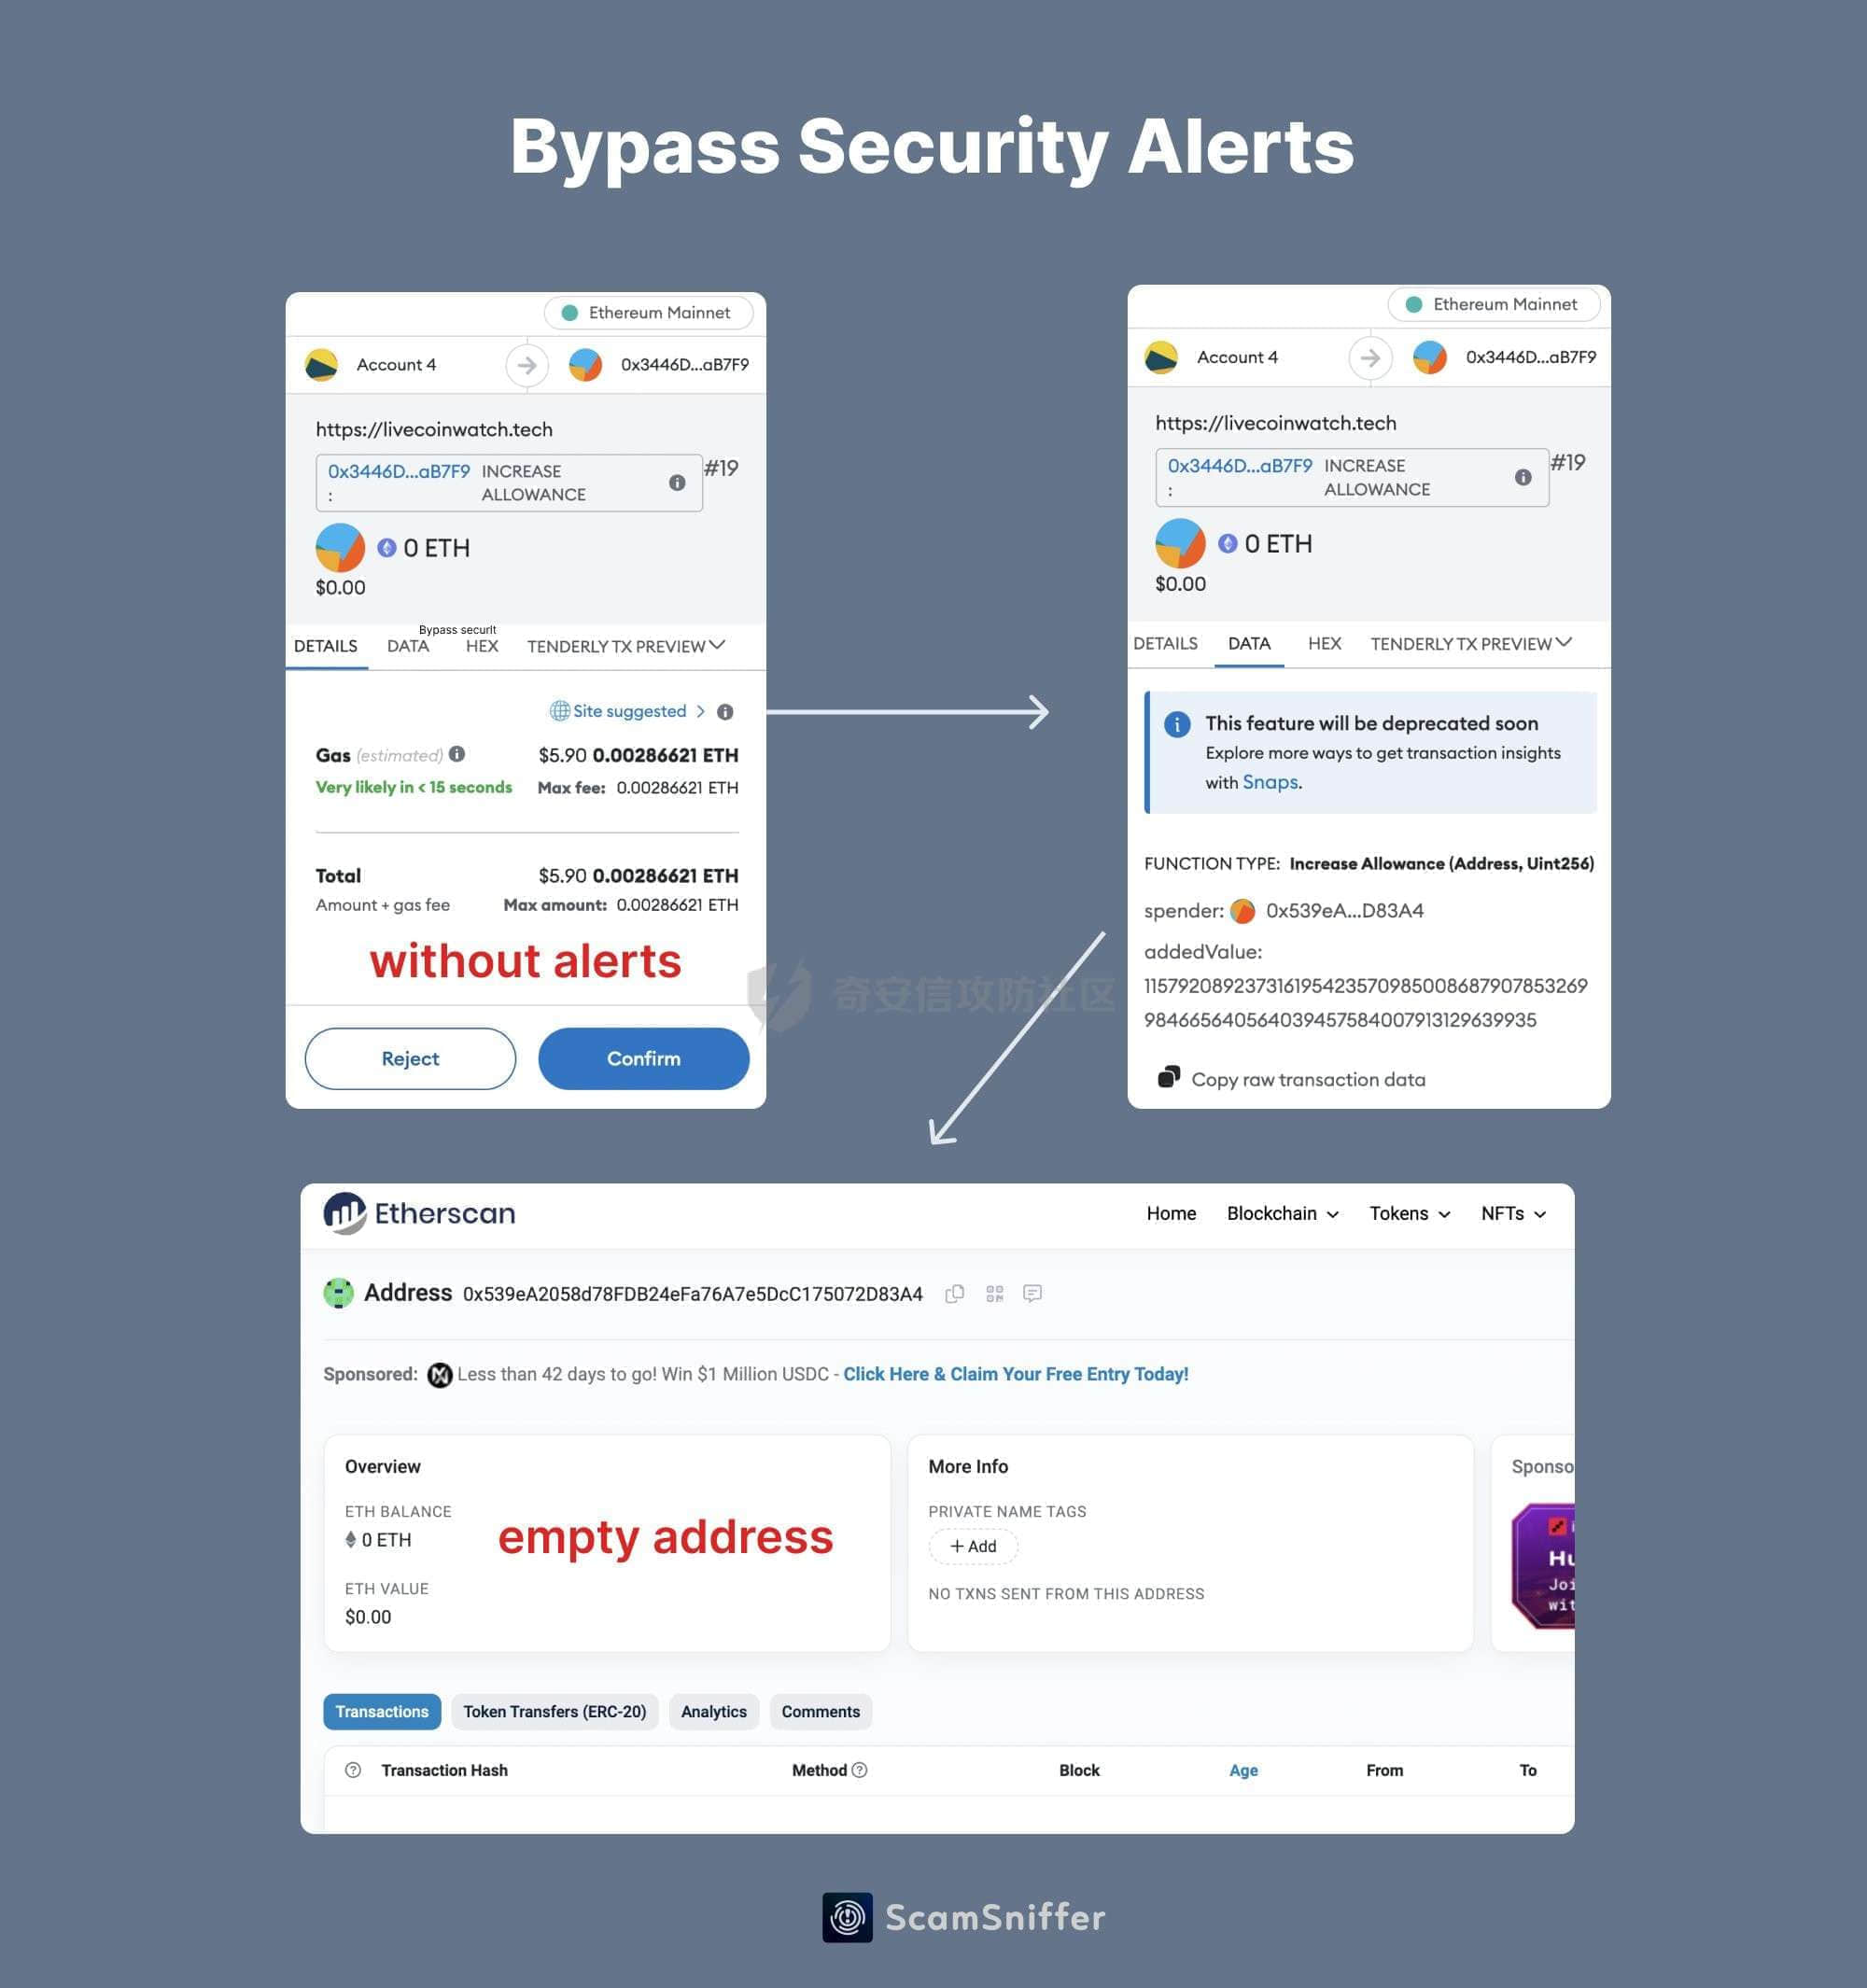 Bypass Security Alerts
Ethereum Mainnet
Account 4
0x3446D...aB7F9
https://livecoinwatch.tech
0x3446D...aB7F9 INCREASE #19
: ALLOWANCE
0 ETH
$0.00
Bypass securIt
DETAILS DATA HEX TENDERLY TX PREVIEW
Site suggested >
Gas (estimated) $5.90 0.00286621 ETH
Very likely in < 15 seconds Max fee: 0.00286621 ETH
Total $5.90 0.00286621 ETH
Amount + gas fee Max amount: 0.00286621 ETH
without alerts
Reject Confirm
Ethereum Mainnet
Account 4
0x3446D...aB7F9
https://livecoinwatch.tech
0x3446D...aB7F9 INCREASE #19
: ALLOWANCE
0 ETH
$0.00
DETAILS DATA HEX TENDERLY TX PREVIEW
This feature will be deprecated soon
Explore more ways to get transaction insights
with Snaps.
FUNCTION TYPE: Increase Allowance (Address, Uint256)
spender: 0x539eA...D83A4
addedValue:
115792089237316195423570985008687907853269
984665640564039457584007913129639935
Copy raw transaction data
奇安信攻防社区
Etherscan
Home Blockchain Tokens NFTs
Address 0x539eA2058d78FDB24eFa76A7e5DcC175072D83A4
Sponsored: Less than 42 days to go! Win $1 Million USDC - Click Here & Claim Your Free Entry Today!
Overview
ETH BALANCE
0 ETH
ETH VALUE
$0.00
empty address
More Info
PRIVATE NAME TAGS
+ Add
NO TXNS SENT FROM THIS ADDRESS
Sponso
Hu
Joi
wit
Transactions Token Transfers (ERC-20) Analytics Comments
Transaction Hash Method Block Age From To
ScamSniffer